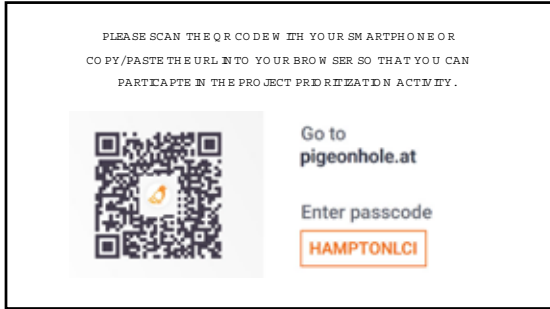 PLEASE SCAN THE QR CODE WITH YOUR SMARTPHONE OR
COPY/PASTE THE URL INTO YOUR BROWSER SO THAT YOU CAN
PARTICAPTE IN THE PROJECT PRIORITIZATION ACTIVITY.
Go to
pigeonhole.at
Enter passcode
HAMPTONLCI